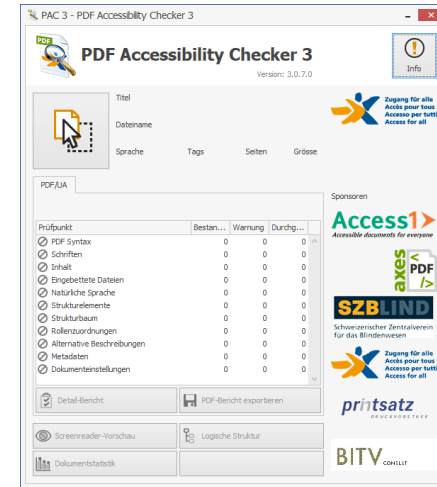 PAC 3 - PDF Accessibility Checker 3
PDF
PDF Accessibility Checker 3
Version: 3.0.7.0
Info
Titel
Dateiname
Sprache Tags Seiten Grösse
Zugang für alle
Accès pour tous
Accesso per tutti
Access for all
PDF/UA
Sponsoren
Prüfpunkt Bestan... Warnung Durchg...
PDF Syntax 0 0 0
Schriften 0 0 0
Inhalt 0 0 0
Eingebettete Dateien 0 0 0
Natürliche Sprache 0 0 0
Strukturelemente 0 0 0
Strukturbaum 0 0 0
Rollenzuordnungen 0 0 0
Alternative Beschreibungen 0 0 0
Metadaten 0 0 0
Dokumenteinstellungen 0 0 0
Access1
Accessible documents for everyone
axes
PDF
SZBLIND
Schweizerischer Zentralverein
für das Blindenwesen
Zugang für alle
Accès pour tous
Accesso per tutti
Access for all
Detail-Bericht
PDF-Bericht exportieren
printsatz
DRUCKVORSTUFE
Screenreader-Vorschau
Logische Struktur
Dokumentstatistik
BITV CONSULT